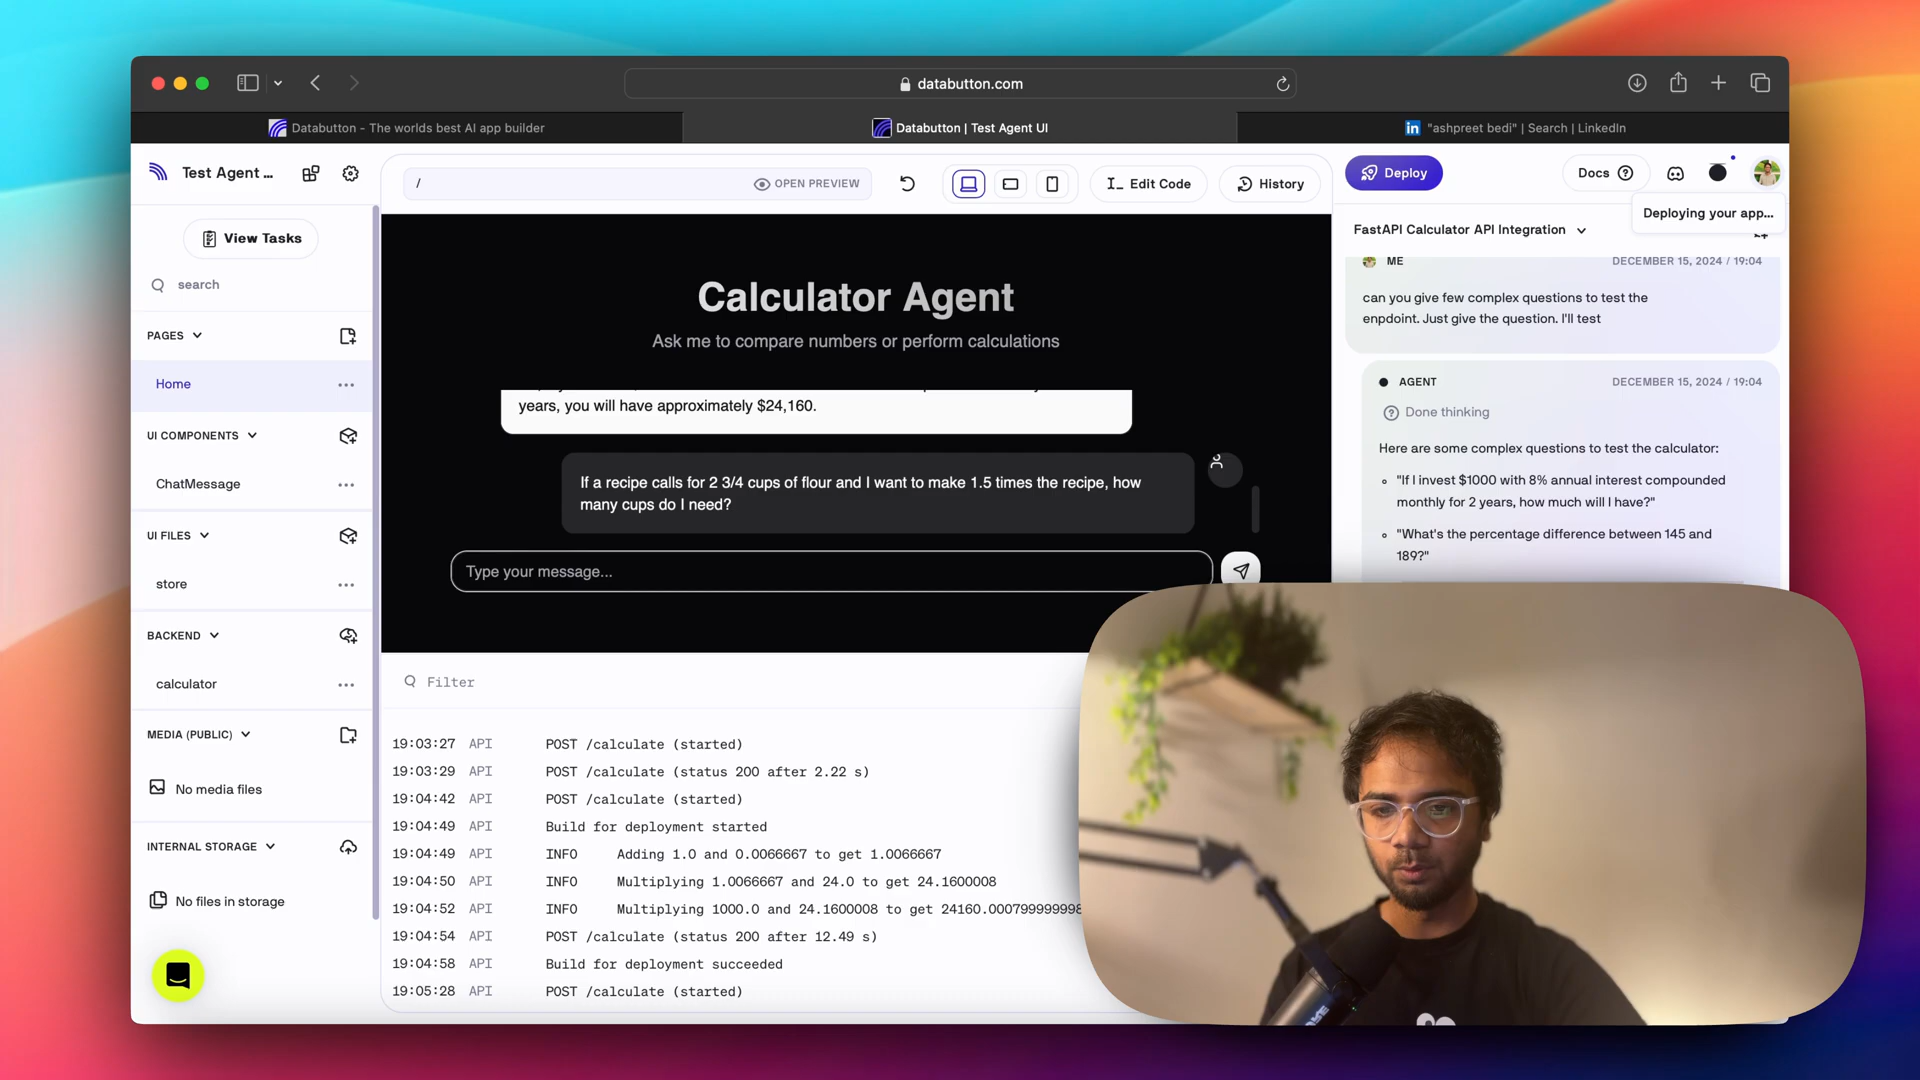 databutton.com
Databutton - The worlds best AI app builder
Databutton | Test Agent UI
in "ashpreet bedi" | Search | LinkedIn
Test Agent ...
View Tasks
search
PAGES
Home
UI COMPONENTS
ChatMessage
UI FILES
store
BACKEND
calculator
MEDIA (PUBLIC)
No media files
INTERNAL STORAGE
No files in storage
/
OPEN PREVIEW
Edit Code
History
Calculator Agent
Ask me to compare numbers or perform calculations
years, you will have approximately $24,160.
If a recipe calls for 2 3/4 cups of flour and I want to make 1.5 times the recipe, how
many cups do I need?
Type your message...
Filter
19:03:27 API POST /calculate (started)
19:03:29 API POST /calculate (status 200 after 2.22 s)
19:04:42 API POST /calculate (started)
19:04:49 API Build for deployment started
19:04:49 API INFO Adding 1.0 and 0.0066667 to get 1.0066667
19:04:50 API INFO Multiplying 1.0066667 and 24.0 to get 24.1600008
19:04:52 API INFO Multiplying 1000.0 and 24.1600008 to get 24160.000799999998
19:04:54 API POST /calculate (status 200 after 12.49 s)
19:04:58 API Build for deployment succeeded
19:05:28 API POST /calculate (started)
Deploy
Docs
Deploying your app...
FastAPI Calculator API Integration
ME DECEMBER 15, 2024 / 19:04
can you give few complex questions to test the
enpdoint. Just give the question. I'll test
AGENT DECEMBER 15, 2024 / 19:04
Done thinking
Here are some complex questions to test the calculator:
"If I invest $1000 with 8% annual interest compounded
monthly for 2 years, how much will I have?"
"What's the percentage difference between 145 and
189?"